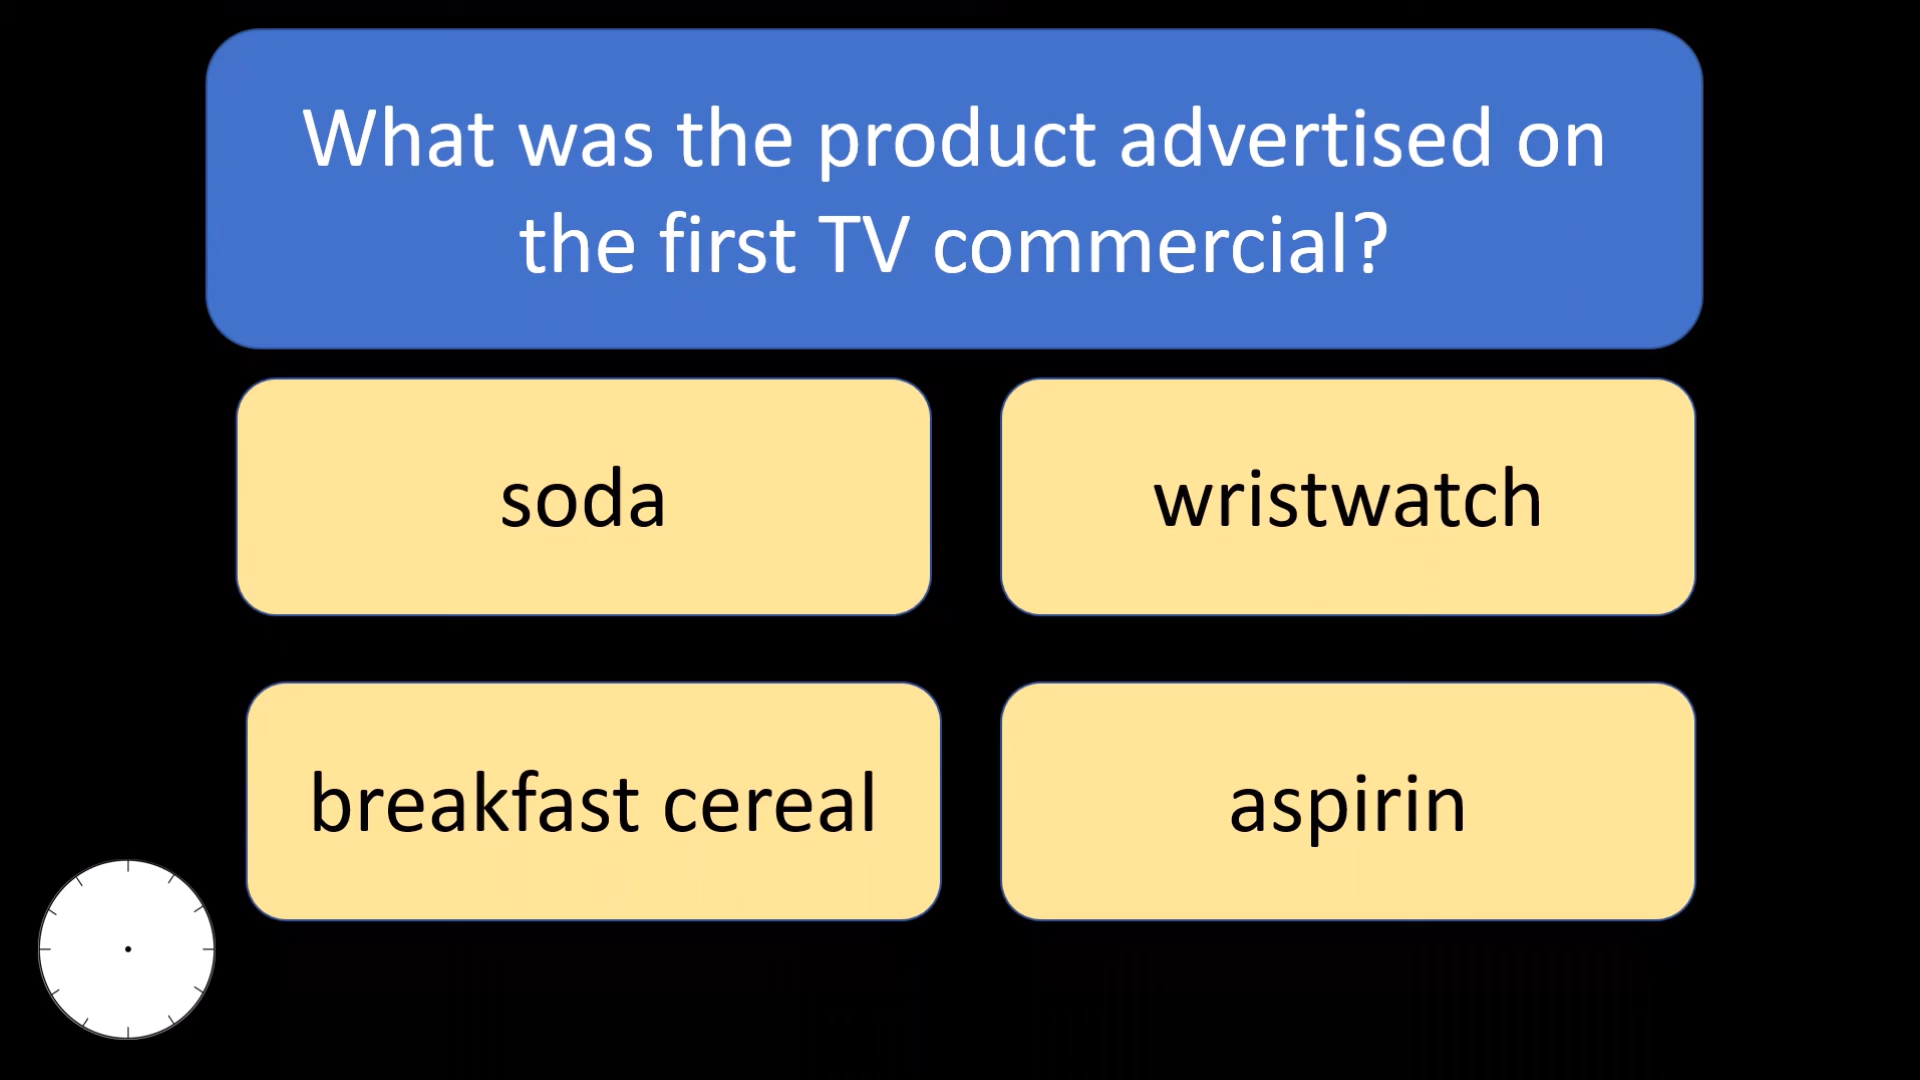 What was the product advertised on
the first TV commercial?
soda
wristwatch
breakfast cereal
aspirin